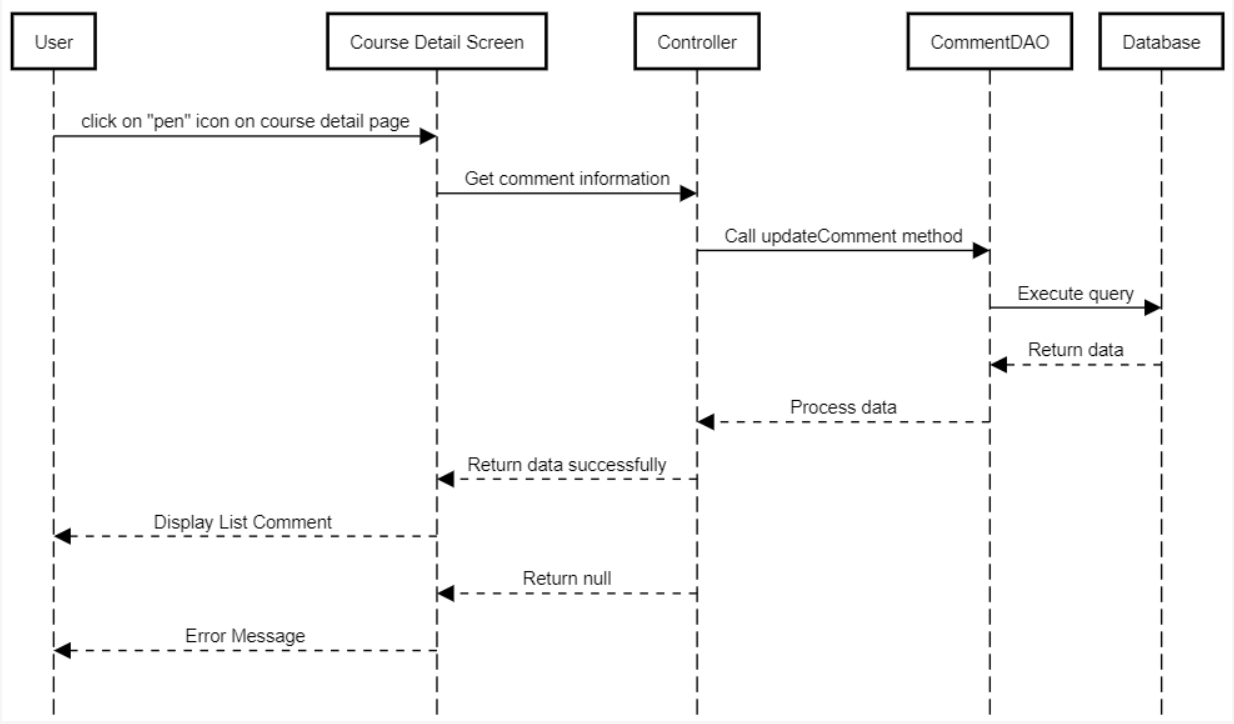 User
Course Detail Screen
Controller
CommentDAO
Database
click on "pen" icon on course detail page
Get comment information
Call updateComment method
Execute query
Return data
Process data
Return data successfully
Display List Comment
Return null
Error Message